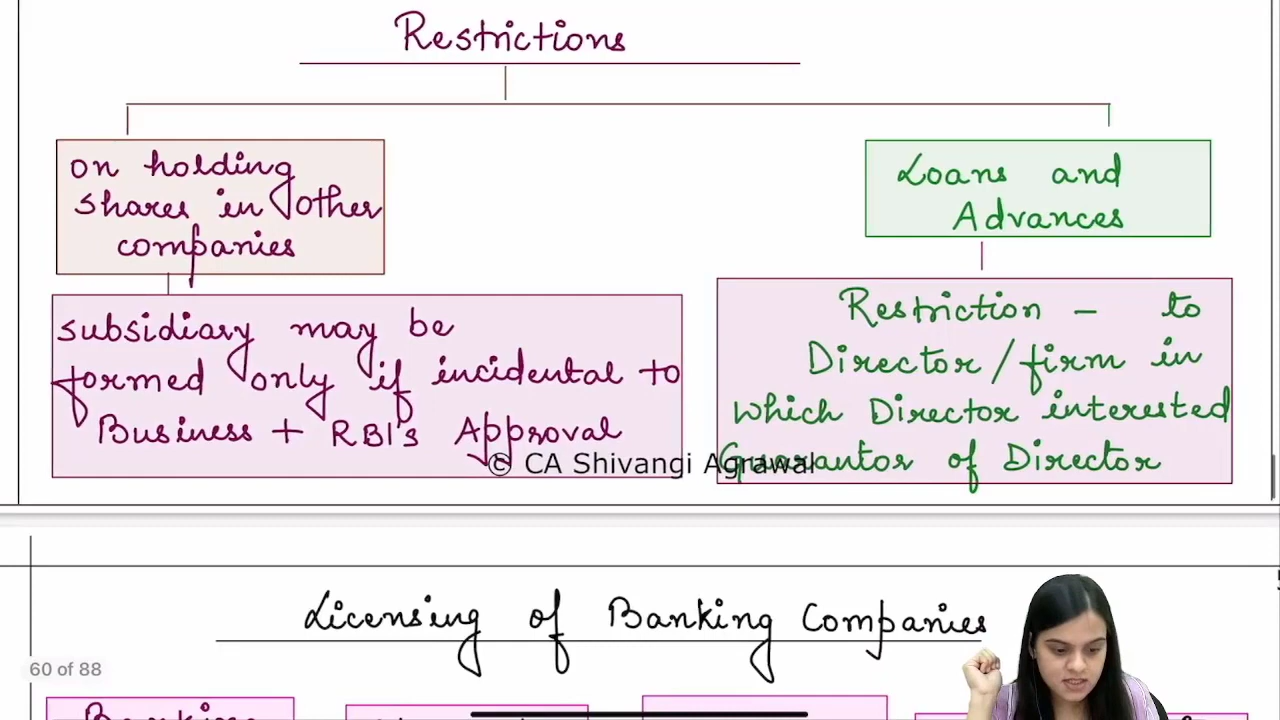 Restrictions
on holding
shares in other
companies
Loans and
Advances
subsidiary may be
formed only if incidental to
Business + RBI's Approval
Restriction - to
Director/firm in
which Director interested
Guarantor of Director
© CA Shivangi Agrawal
Licensing of Banking Companies
60 of 88
Banking